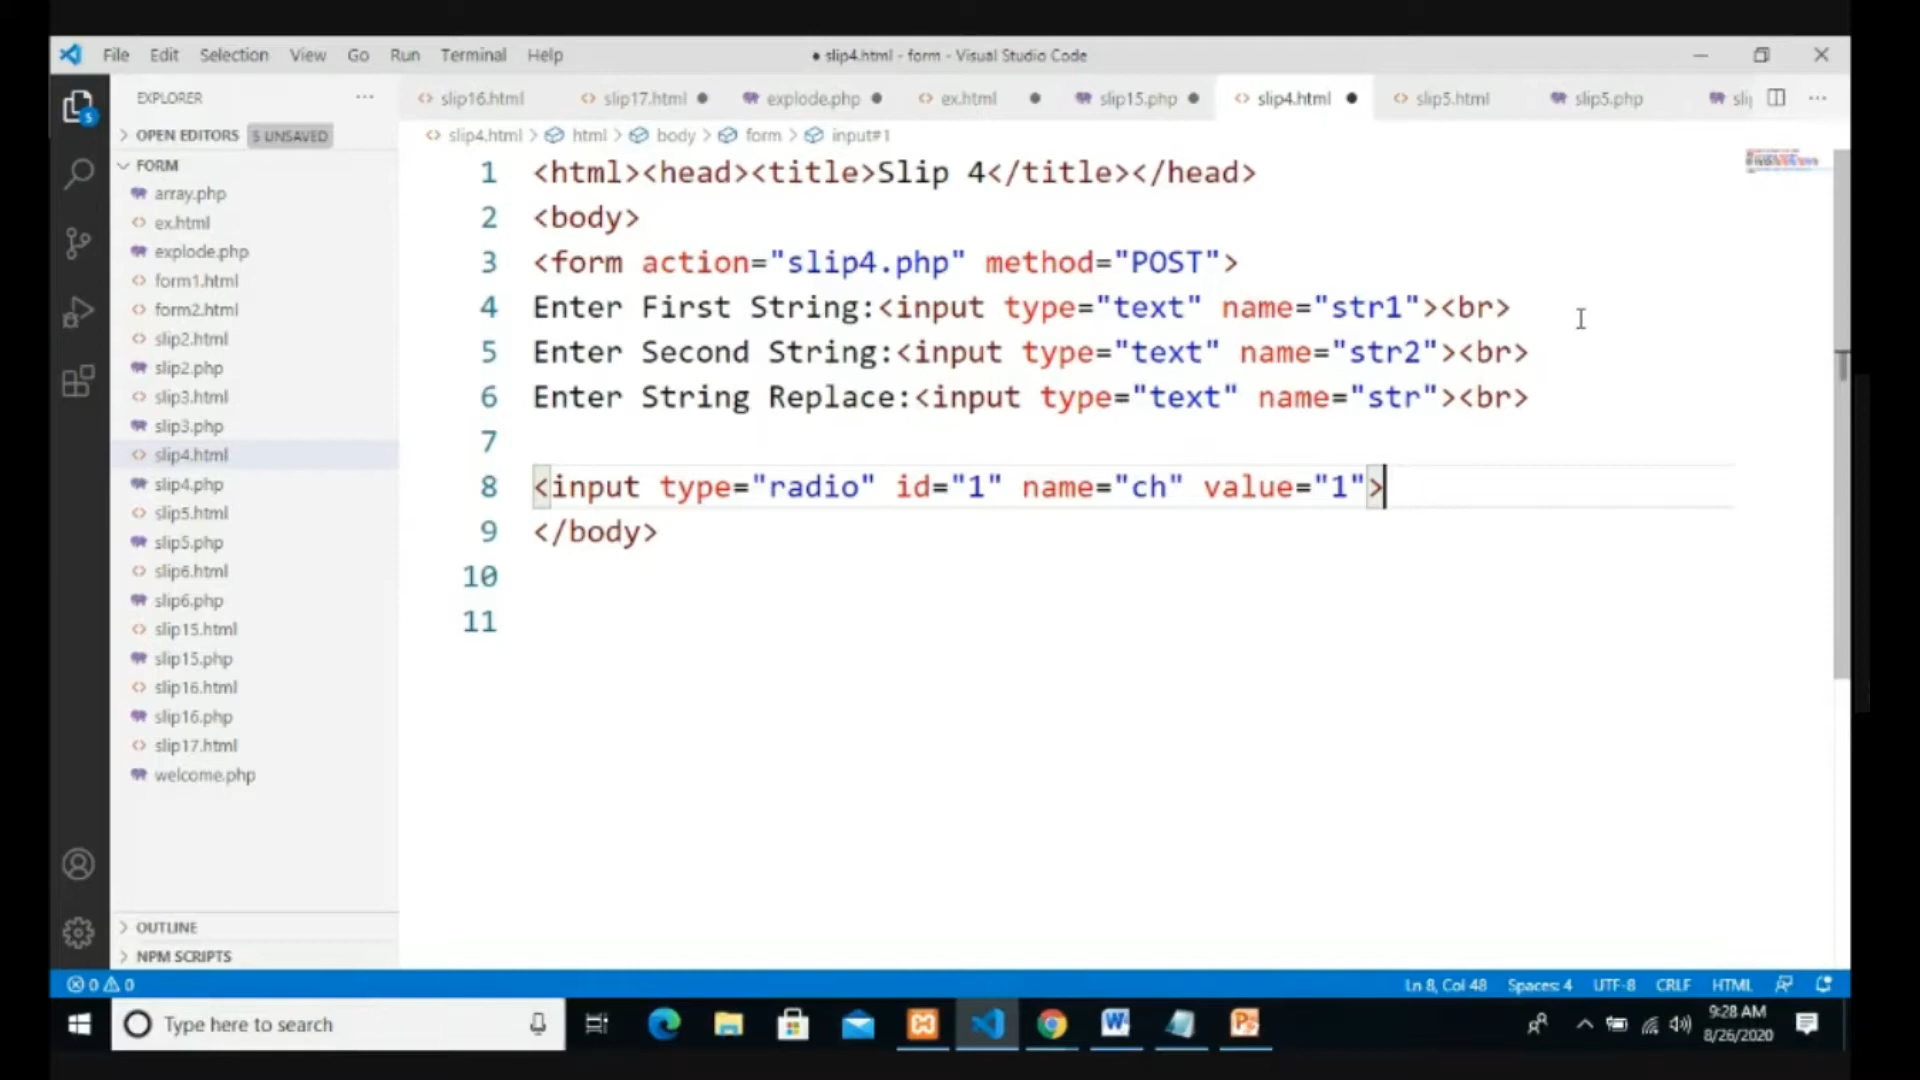 File Edit Selection View Go Run Terminal Help
● slip4.html - form - Visual Studio Code
EXPLORER ···
slip16.html slip17.html ● explode.php ● ex.html ● slip15.php ● slip4.html ● slip5.html slip5.php slip ···
OPEN EDITORS 5 UNSAVED
slip4.html > html > body > form > input#1
FORM
array.php
ex.html
explode.php
form1.html
form2.html
slip2.html
slip2.php
slip3.html
slip3.php
slip4.html
slip4.php
slip5.html
slip5.php
slip6.html
slip6.php
slip15.html
slip15.php
slip16.html
slip16.php
slip17.html
welcome.php
OUTLINE
NPM SCRIPTS
5
1 <html><head><title>Slip 4</title></head>
2 <body>
3 <form action="slip4.php" method="POST">
4 Enter First String:<input type="text" name="str1"><br>
5 Enter Second String:<input type="text" name="str2"><br>
6 Enter String Replace:<input type="text" name="str"><br>
7
8 <input type="radio" id="1" name="ch" value="1">
9 </body>
10
11
0 0 Ln 8, Col 48 Spaces: 4 UTF-8 CRLF HTML
Type here to search
9:28 AM
8/26/2020